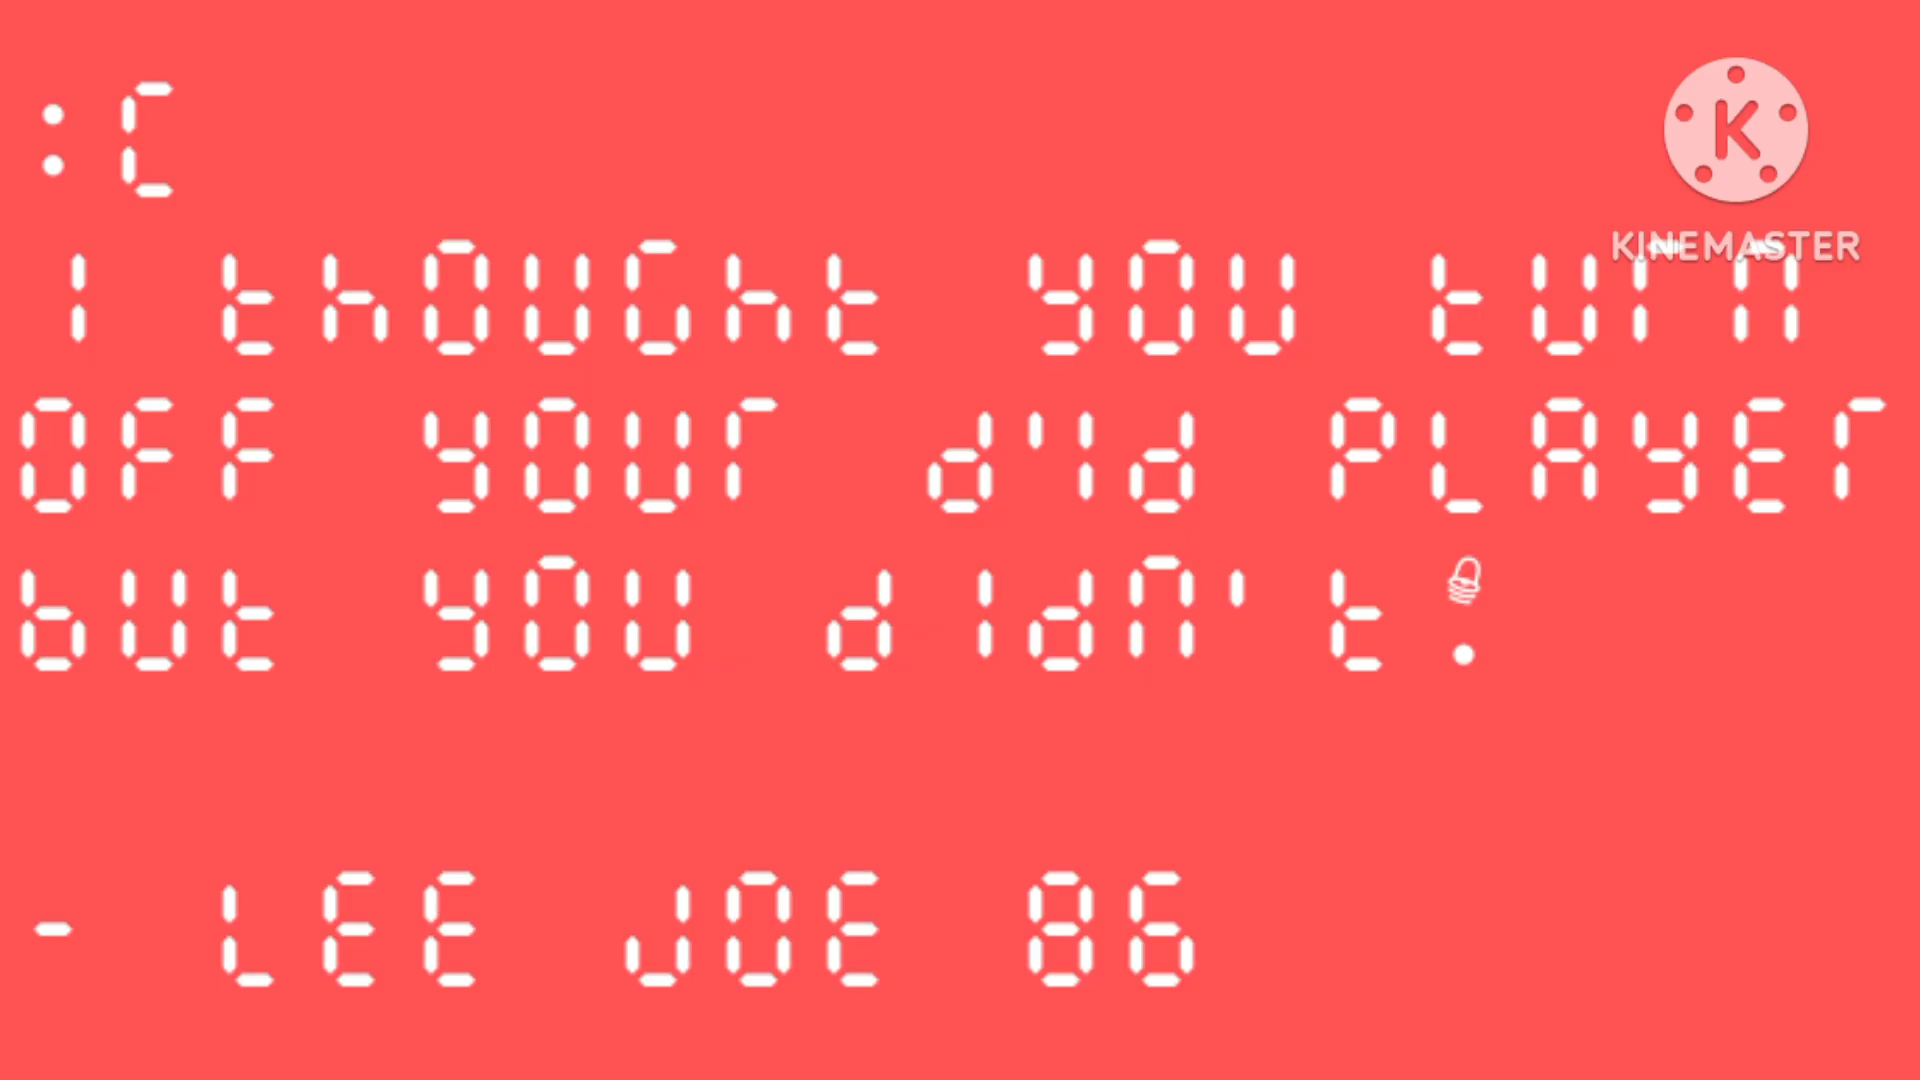 :C
K
KINEMASTER
I thOUGht yOU turn
OFF yOUr dVd PLAyEr
bUt yOU dIdn't!
- LEE JOE 86